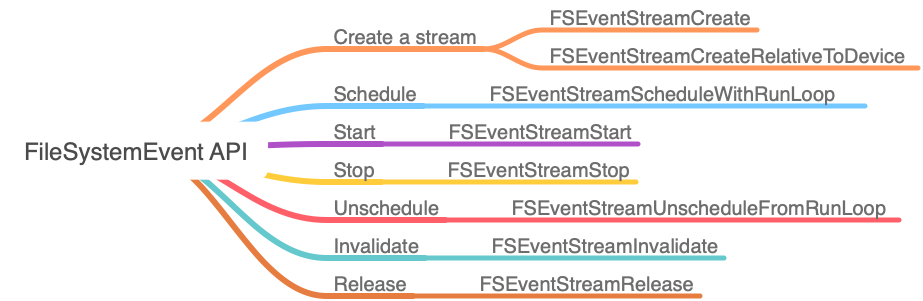 FileSystemEvent API
Create a stream
FSEventStreamCreate
FSEventStreamCreateRelativeToDevice
Schedule FSEventStreamScheduleWithRunLoop
Start FSEventStreamStart
Stop FSEventStreamStop
Unschedule FSEventStreamUnscheduleFromRunLoop
Invalidate FSEventStreamInvalidate
Release FSEventStreamRelease